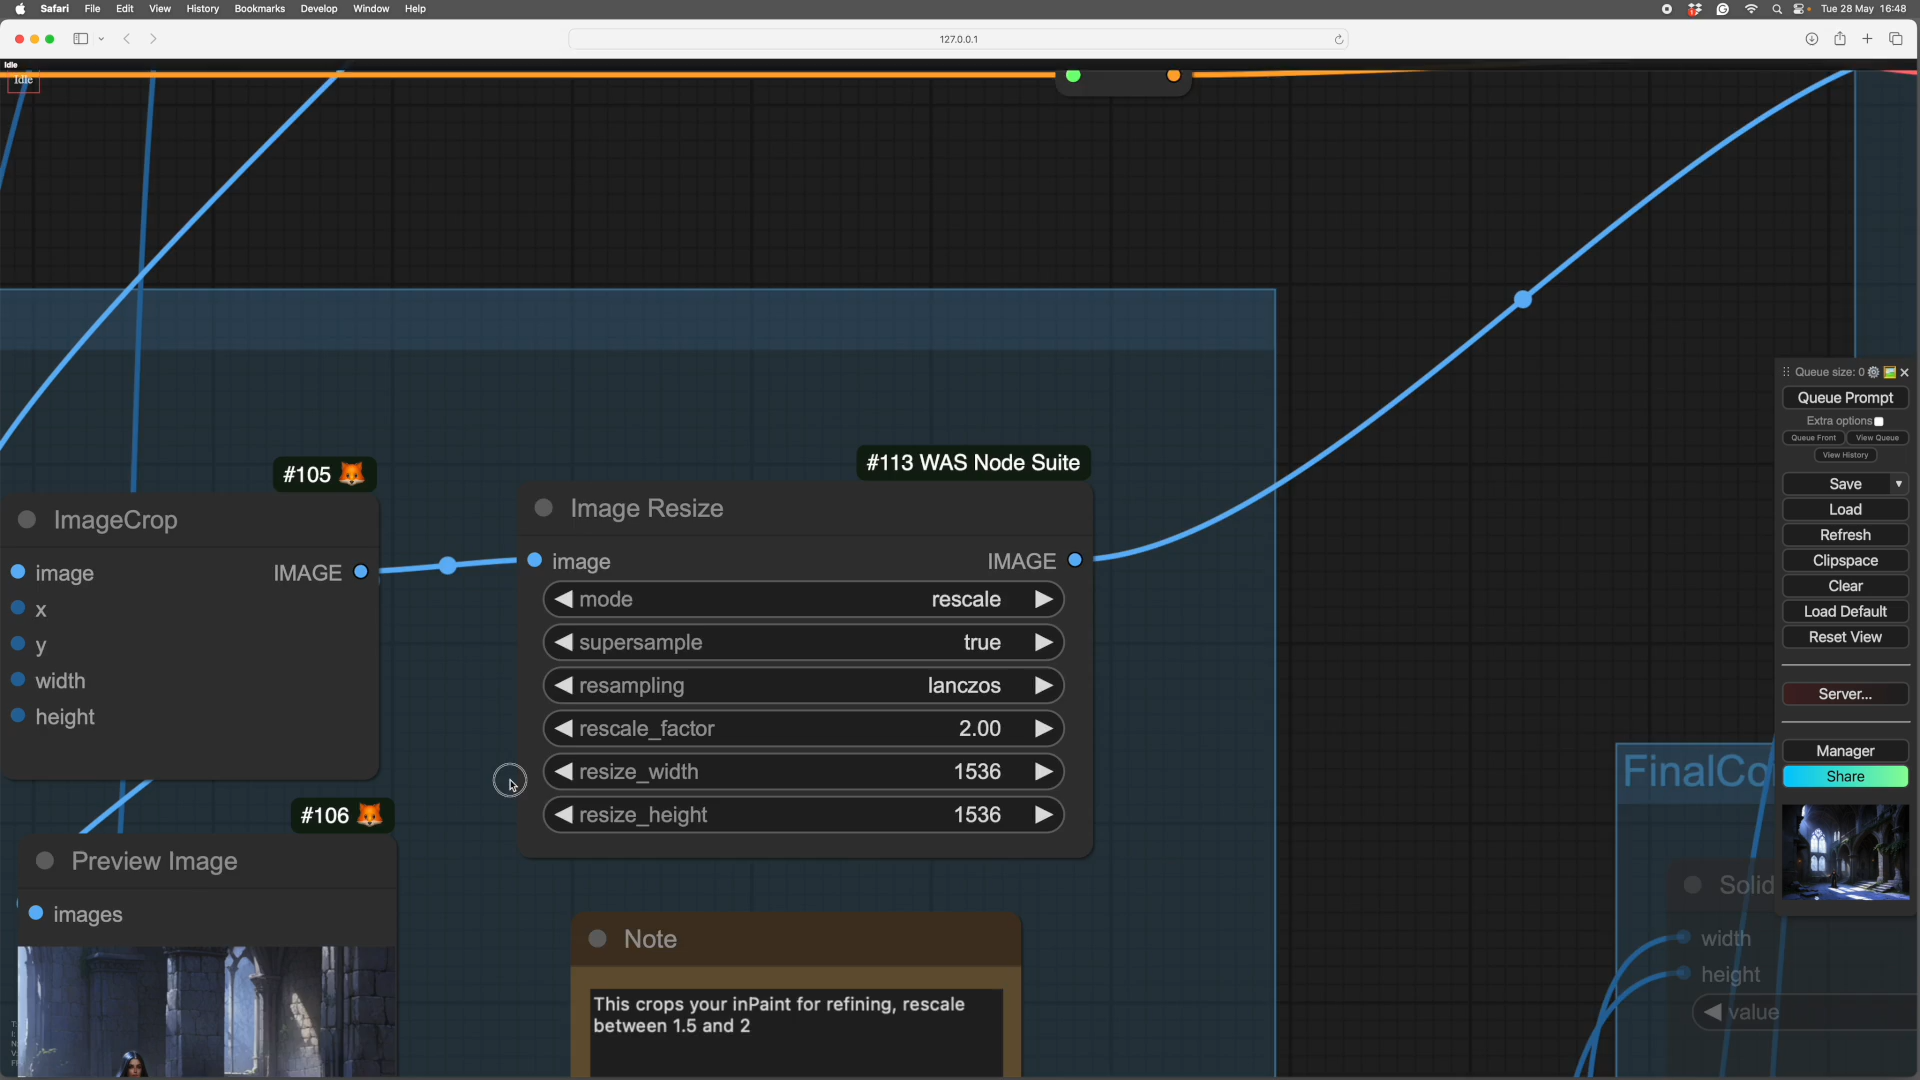 Safari File Edit View History Bookmarks Develop Window Help
Tue 28 May 16:48
127.0.0.1
Idle
Idle
Queue size: 0
Queue Prompt
Extra options
Queue Front View Queue
View History
Save ▼
Load
Refresh
Clipspace
Clear
Load Default
Reset View
Server...
Manager
Share
#105
ImageCrop
image IMAGE
x
y
width
height
#113 WAS Node Suite
Image Resize
image IMAGE
mode rescale
supersample true
resampling lanczos
rescale_factor 2.00
resize_width 1536
resize_height 1536
#106
Preview Image
images
Note
This crops your inPaint for refining, rescale
between 1.5 and 2
FinalCo
Solid
width
height
value